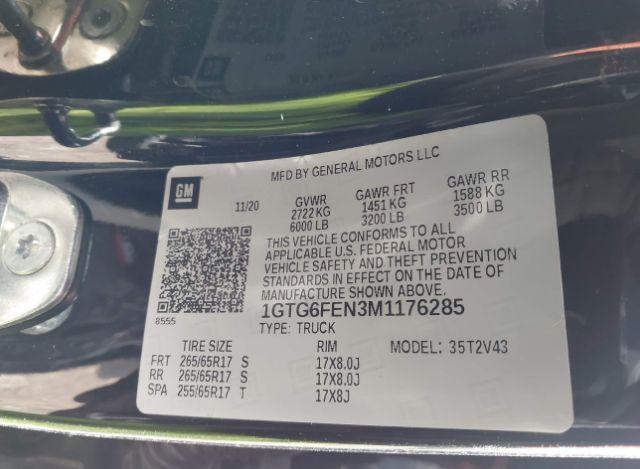 MFD BY GENERAL MOTORS LLC
GM
11/20 GVWR GAWR FRT GAWR RR
2722 KG 1451 KG 1588 KG
6000 LB 3200 LB 3500 LB
THIS VEHICLE CONFORMS TO ALL
APPLICABLE U.S. FEDERAL MOTOR
VEHICLE SAFETY AND THEFT PREVENTION
STANDARDS IN EFFECT ON THE DATE OF
MANUFACTURE SHOWN ABOVE.
8555
1GTG6FEN3M1176285
TYPE: TRUCK
TIRE SIZE RIM MODEL: 35T2V43
FRT 265/65R17 S 17X8.0J
RR 265/65R17 S 17X8.0J
SPA 255/65R17 T 17X8J